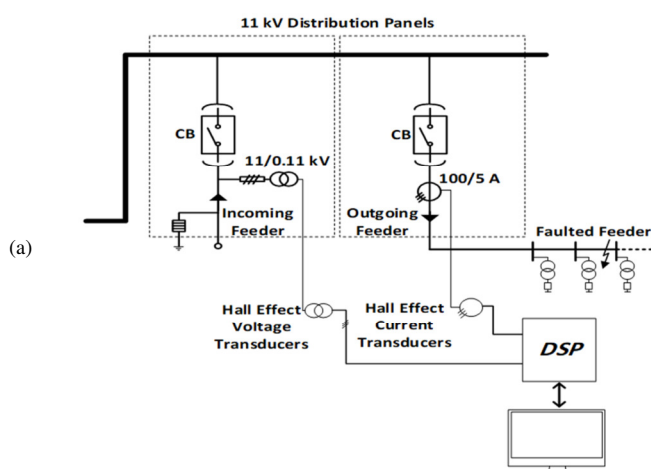 11 kV Distribution Panels
CB
CB
11/0.11 kV
100/5 A
Incoming
Feeder
Outgoing
Feeder
Faulted Feeder
(a)
Hall Effect
Voltage
Transducers
Hall Effect
Current
Transducers
DSP